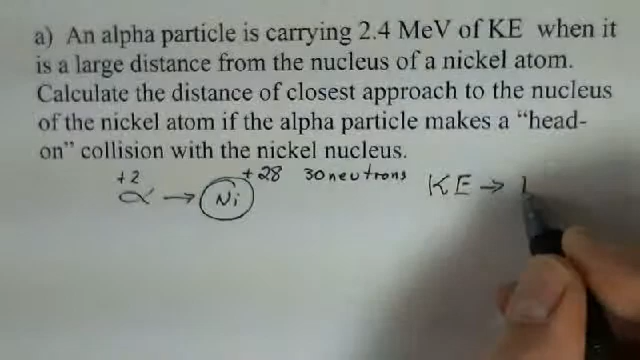 a) An alpha particle is carrying 2.4 MeV of KE when it
is a large distance from the nucleus of a nickel atom.
Calculate the distance of closest approach to the nucleus
of the nickel atom if the alpha particle makes a “head-
on” collision with the nickel nucleus.
+2 +28 30 neutrons
α → Ni KE →